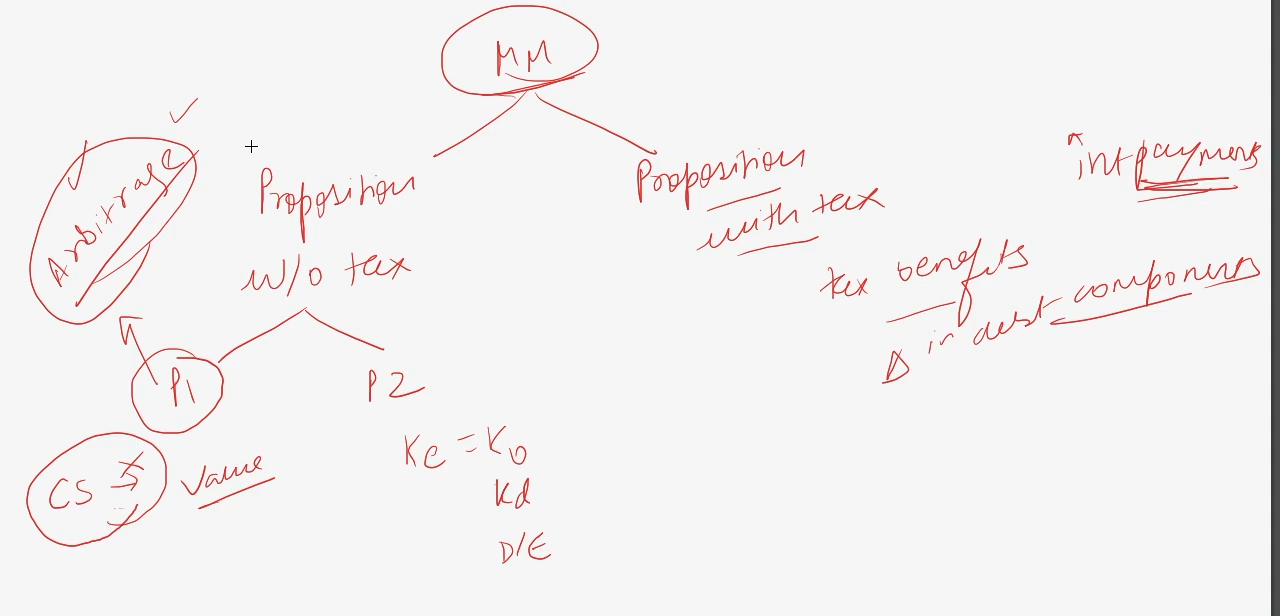 MM
Arbitrage
Proposition
w/o tax
Proposition
with tax
int payments
tax benefits
Δ in debt components
P1
P2
CS
Value
Ke = Ko
Kd
D/E